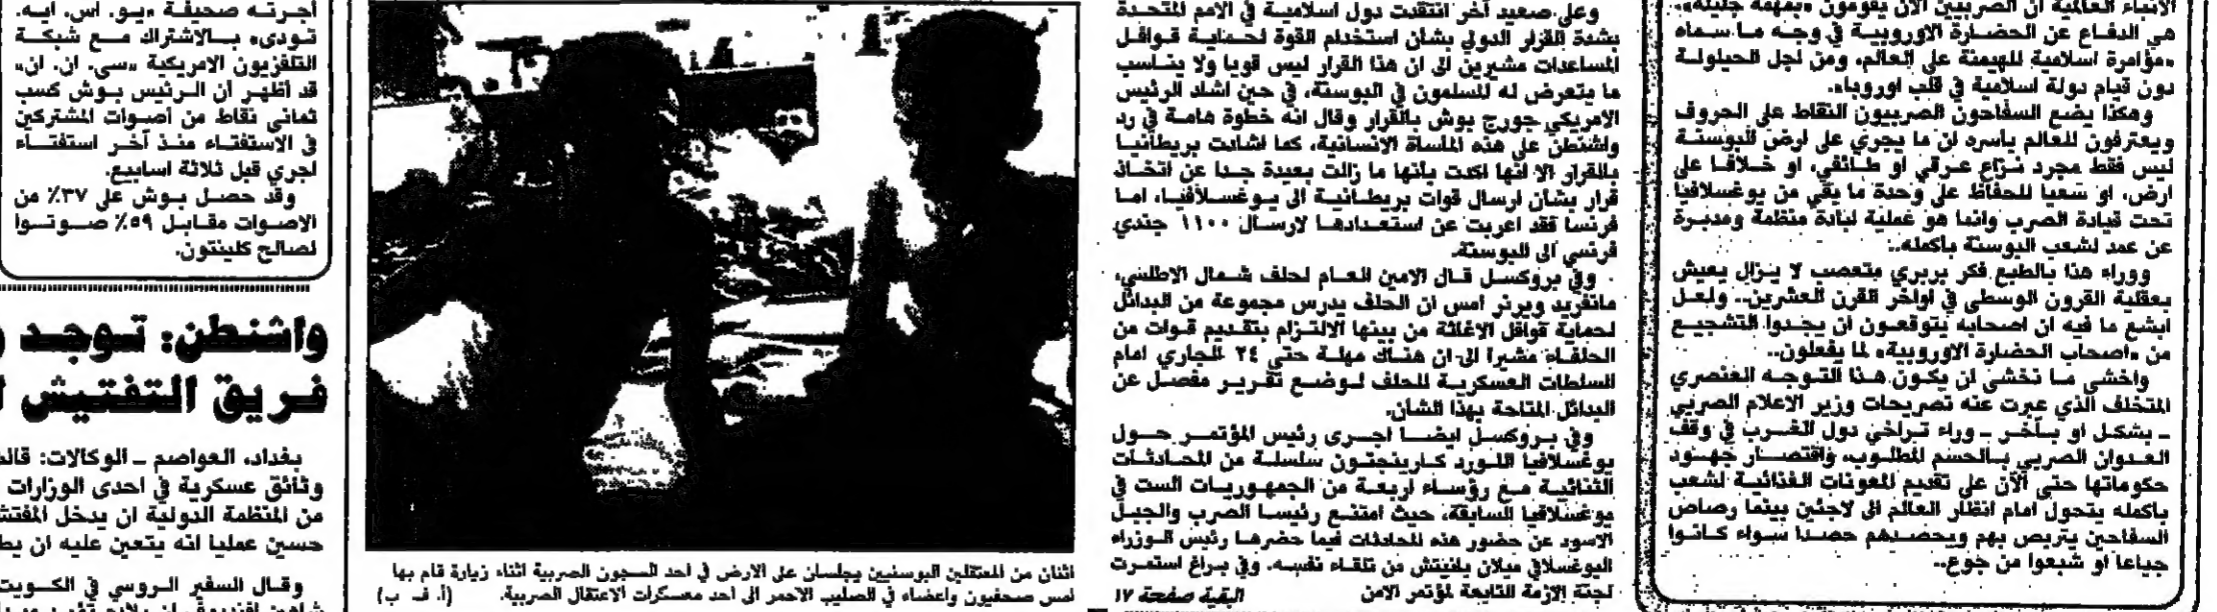 الأنباء العالمية ان الصربيين الآن يقومون «بمهمة جليلة»،
هي الدفاع عن الحضارة الاوروبية في وجه ما سماه
«مؤامرة اسلامية للهيمنة على العالم، ومن اجل الحيلولة
دون قيام دولة اسلامية في قلب اوروبا».
وهكذا يضع السفاحون الصربيون النقاط على الحروف
ويعترفون للعالم باسره ان ما يجري على ارض البوسنة
ليس فقط مجرد نزاع عرقي او طائفي، او خلافا على
ارض، او سعيا للحفاظ على وحدة ما بقي من يوغسلافيا
تحت قيادة الصرب وانما هو عملية ابادة منظمة ومدبرة
عن عمد لشعب البوسنة باكمله..
ووراء هذا بالطبع فكر بربري متعصب لا يزال يعيش
بعقلية القرون الوسطى في اواخر القرن العشرين.. ولعل
ابشع ما فيه ان اصحابه يتوقعون ان يجدوا التشجيع
من «اصحاب الحضارة الاوروبية» لما يفعلون..
واخشى ما نخشى ان يكون هذا التوجه العنصري
المتخلف الذي عبرت عنه تصريحات وزير الاعلام الصربي
ـ بشكل او بآخر ـ وراء تراخي دول الغرب في وقف
العدوان الصربي بالحسم المطلوب، واقتصار جهود
حكوماتها حتى الآن على تقديم المعونات الغذائية لشعب
باكمله يتحول امام انظار العالم الى لاجئين بينما رصاص
السفاحين يتربص بهم ويحصدهم حصدا سواء كانوا
جياعا او شبعوا من جوع..
وعلى صعيد آخر انتقدت دول اسلامية في الامم المتحدة
بشدة القرار الدولي بشأن استخدام القوة لحماية قوافل
المساعدات مشيرين الى ان هذا القرار ليس قويا ولا يناسب
ما يتعرض له المسلمون في البوسنة، في حين اشاد الرئيس
الامريكي جورج بوش بالقرار وقال انه خطوة هامة في رد
واشنطن على هذه المأساة الانسانية، كما اشادت بريطانيا
بالقرار الا انها اكدت بأنها ما زالت بعيدة جدا عن اتخاذ
قرار بشأن ارسال قوات بريطانية الى يوغسلافيا، اما
فرنسا فقد اعربت عن استعدادها لارسال ١١٠٠ جندي
فرنسي الى البوسنة.
وفي بروكسل قال الامين العام لحلف شمال الاطلسي،
مانفريد ويرنر امس ان الحلف يدرس مجموعة من البدائل
لحماية قوافل الاغاثة من بينها الالتزام بتقديم قوات من
الحلفاء مشيرا الى ان هناك مهلة حتى ٢٤ الجاري امام
السلطات العسكرية للحلف لوضع تقرير مفصل عن
البدائل المتاحة بهذا الشأن.
وفي بروكسل ايضا اجرى رئيس المؤتمر حول
يوغسلافيا اللورد كارينجتون سلسلة من المحادثات
الثنائية مع رؤساء اربعة من الجمهوريات الست في
يوغسلافيا السابقة، حيث امتنع رئيسا الصرب والجبل
الاسود عن حضور هذه المحادثات فيما حضرها رئيس الوزراء
اليوغسلافي ميلان بانيتش من تلقاء نفسه. وفي براغ استمرت
لجنة الازمة التابعة لمؤتمر الامن
البقية صفحة ١٧
اثنان من المعتقلين البوسنيين يجلسان على الارض في احد السجون الصربية اثناء زيارة قام بها
امس صحفيون واعضاء في الصليب الاحمر الى احد معسكرات الاعتقال الصربية. (أ. ف. ب)
اجرته صحيفة «يو. اس. ايه.
تودي» بالاشتراك مع شبكة
التلفزيون الامريكية «سي. ان. ان»
قد أظهر ان الرئيس بوش كسب
ثماني نقاط من اصوات المشتركين
في الاستفتاء منذ آخر استفتاء
اجري قبل ثلاثة اسابيع.
وقد حصل بوش على ٣٧٪ من
الاصوات مقابل ٥٩٪ صوتوا
لصالح كلينتون.
واشنطن: توجد و
فريق التفتيش ا
بغداد، العواصم ـ الوكالات: قالت
وثائق عسكرية في احدى الوزارات
من المنظمة الدولية ان يدخل المفتش
حسين عمليا انه يتعين عليه ان يط
وقال السفير الروسي في الكويت